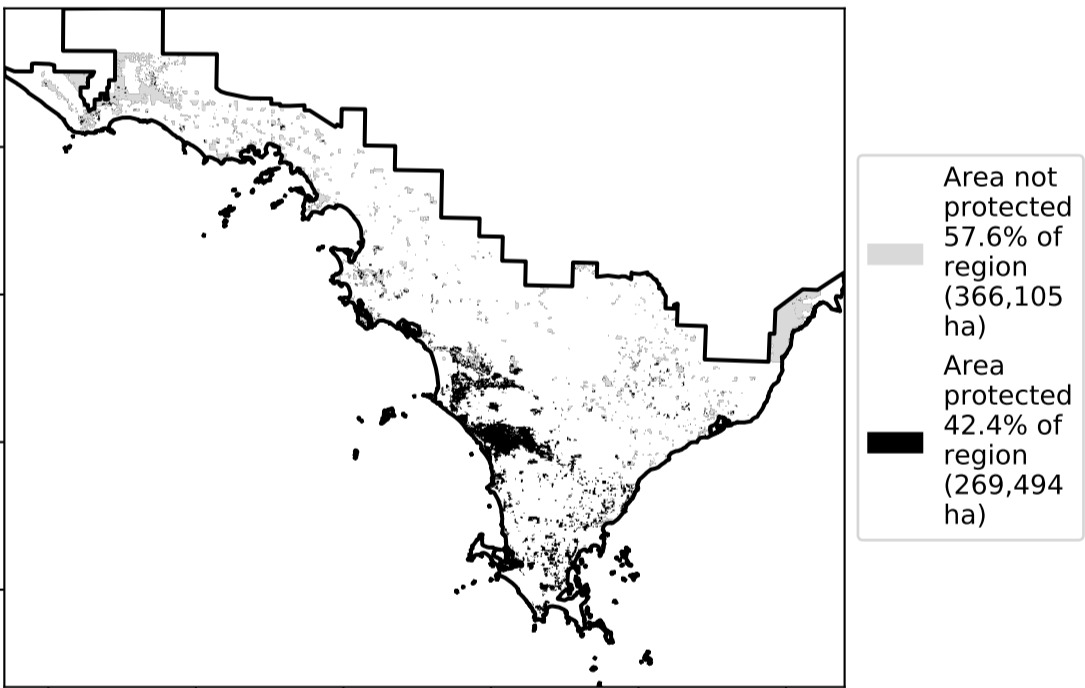 Area not
protected
57.6% of
region
(366,105
ha)
Area
protected
42.4% of
region
(269,494
ha)